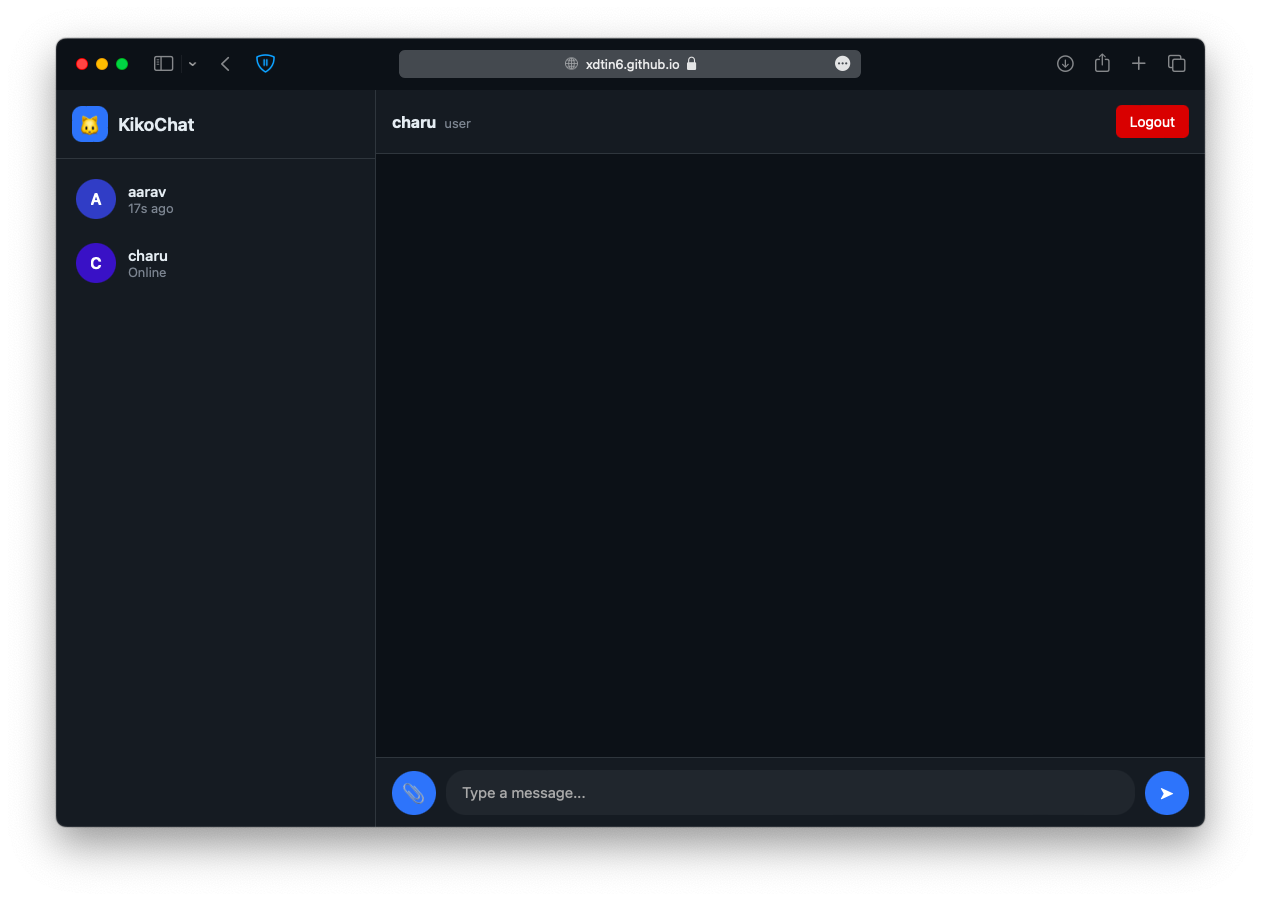 xdtin6.github.io
KikoChat
A
aarav
17s ago
C
charu
Online
charu user
Logout
Type a message...